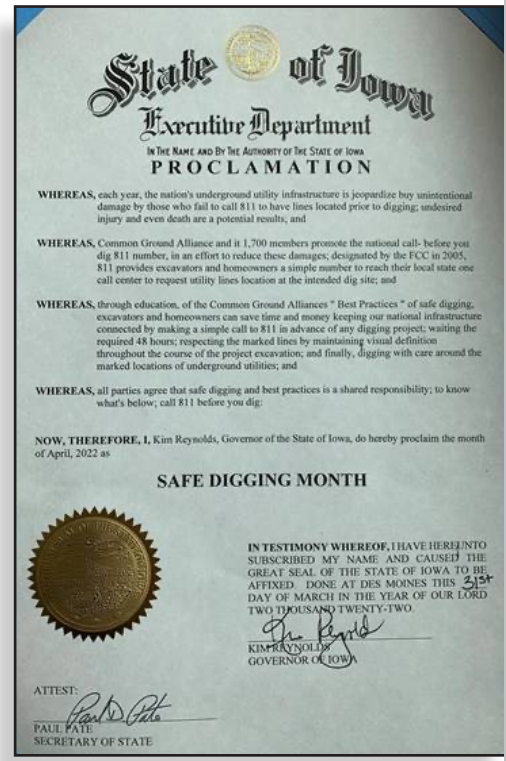 State of Iowa
Executive Department
IN THE NAME AND BY THE AUTHORITY OF THE STATE OF IOWA
PROCLAMATION
WHEREAS, each year, the nation's underground utility infrastructure is jeopardize buy unintentional
damage by those who fail to call 811 to have lines located prior to digging; undesired
injury and even death are a potential results; and
WHEREAS, Common Ground Alliance and it 1,700 members promote the national call- before you
dig 811 number, in an effort to reduce these damages; designated by the FCC in 2005,
811 provides excavators and homeowners a simple number to reach their local state one
call center to request utility lines location at the intended dig site; and
WHEREAS, through education, of the Common Ground Alliances " Best Practices " of safe digging,
excavators and homeowners can save time and money keeping our national infrastructure
connected by making a simple call to 811 in advance of any digging project; waiting the
required 48 hours; respecting the marked lines by maintaining visual definition
throughout the course of the project excavation; and finally, digging with care around the
marked locations of underground utilities; and
WHEREAS, all parties agree that safe digging and best practices is a shared responsibility; to know
what's below; call 811 before you dig:
NOW, THEREFORE, I, Kim Reynolds, Governor of the State of Iowa, do hereby proclaim the month
of April, 2022 as
SAFE DIGGING MONTH
IN TESTIMONY WHEREOF, I HAVE HEREUNTO
SUBSCRIBED MY NAME AND CAUSED THE
GREAT SEAL OF THE STATE OF IOWA TO BE
AFFIXED. DONE AT DES MOINES THIS 31st
DAY OF MARCH IN THE YEAR OF OUR LORD
TWO THOUSAND TWENTY-TWO.
Kim Reynolds
KIM REYNOLDS
GOVERNOR OF IOWA
ATTEST:
Paul D. Pate
PAUL PATE
SECRETARY OF STATE